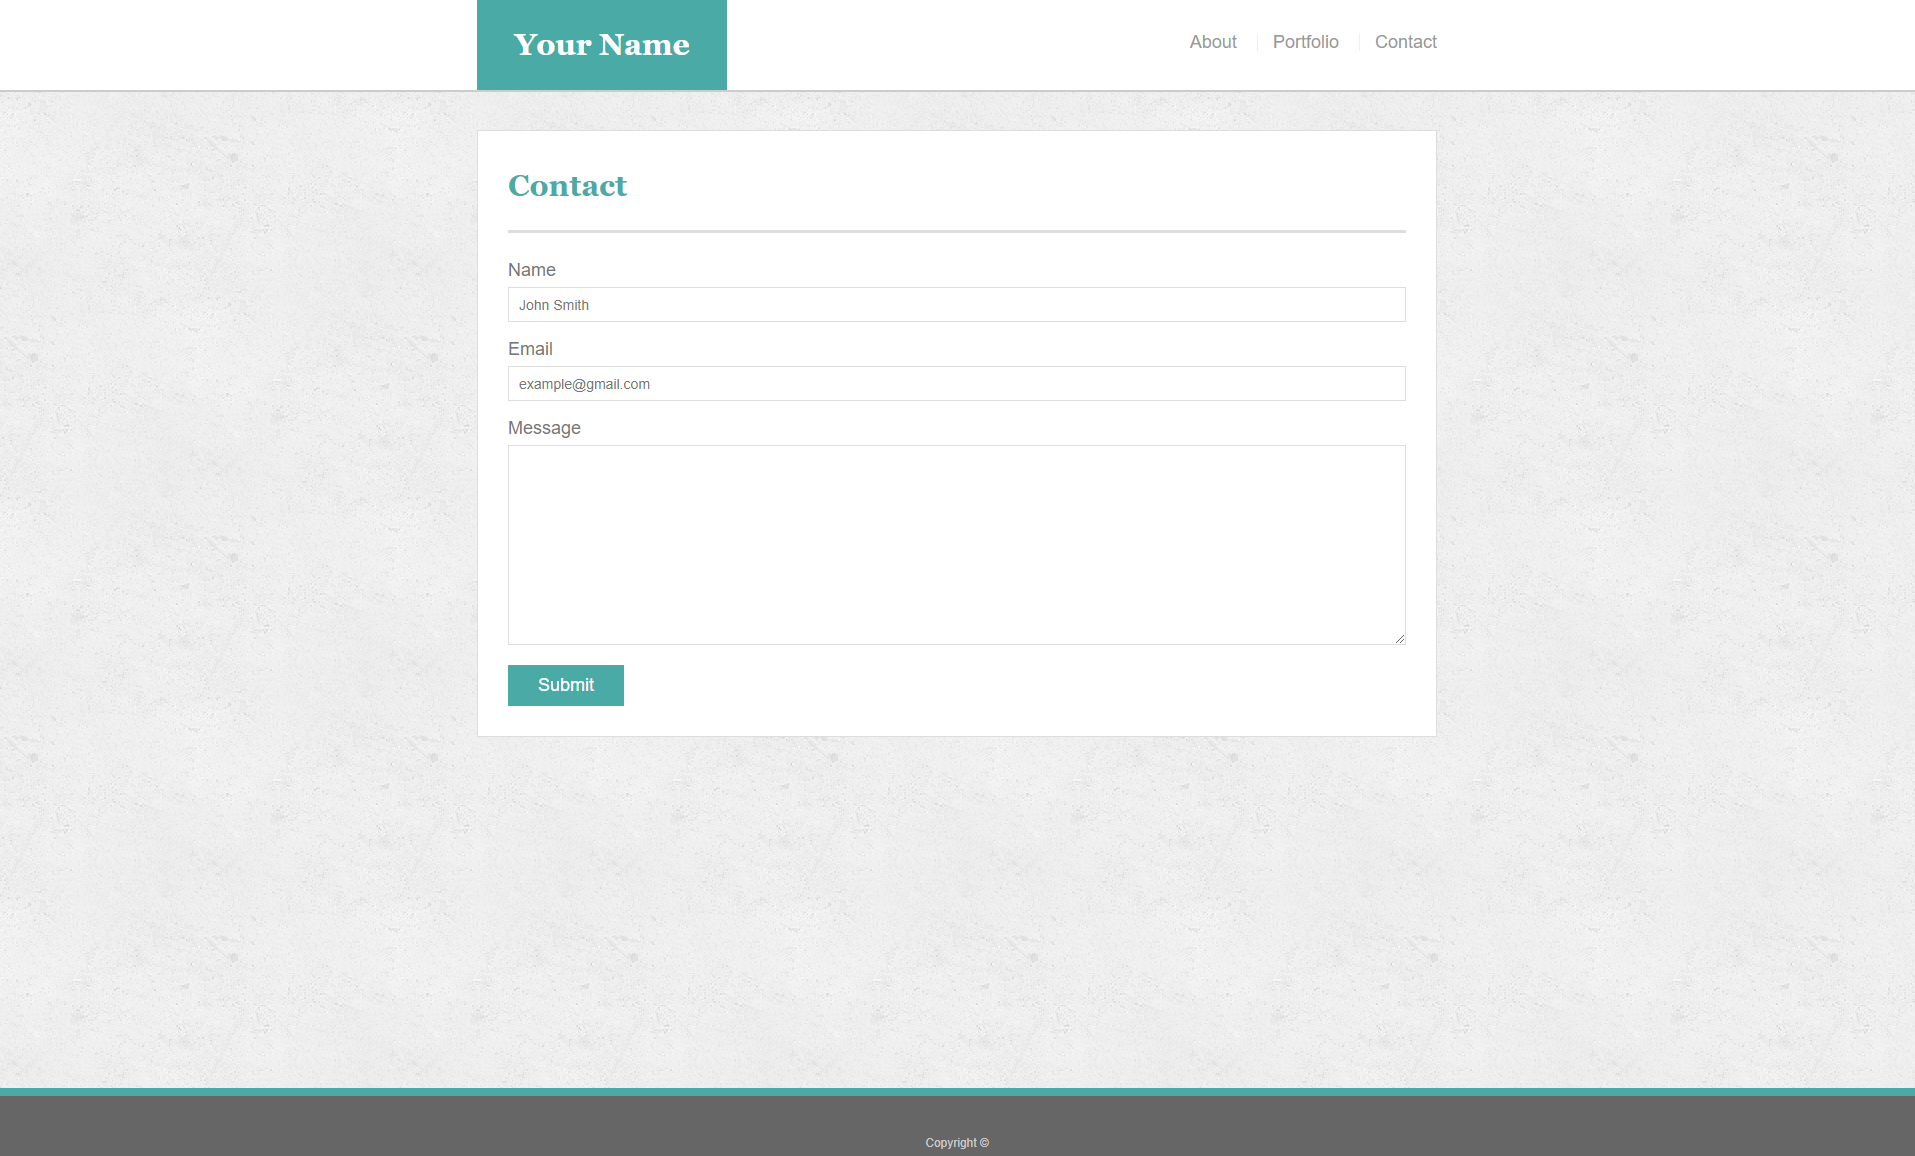 Your Name
About Portfolio Contact
Contact
Name
John Smith
Email
example@gmail.com
Message
Submit
Copyright ©